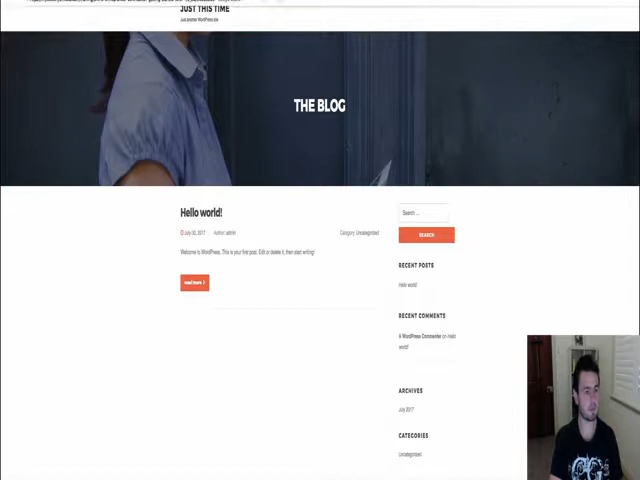 JUST THIS TIME
Just another WordPress site
THE BLOG
Hello world!
July 30, 2017 Author: admin Category: Uncategorized
Welcome to WordPress. This is your first post. Edit or delete it, then start writing!
read more
Search ...
SEARCH
RECENT POSTS
Hello world!
RECENT COMMENTS
A WordPress Commenter on Hello
world!
ARCHIVES
July 2017
CATEGORIES
Uncategorized